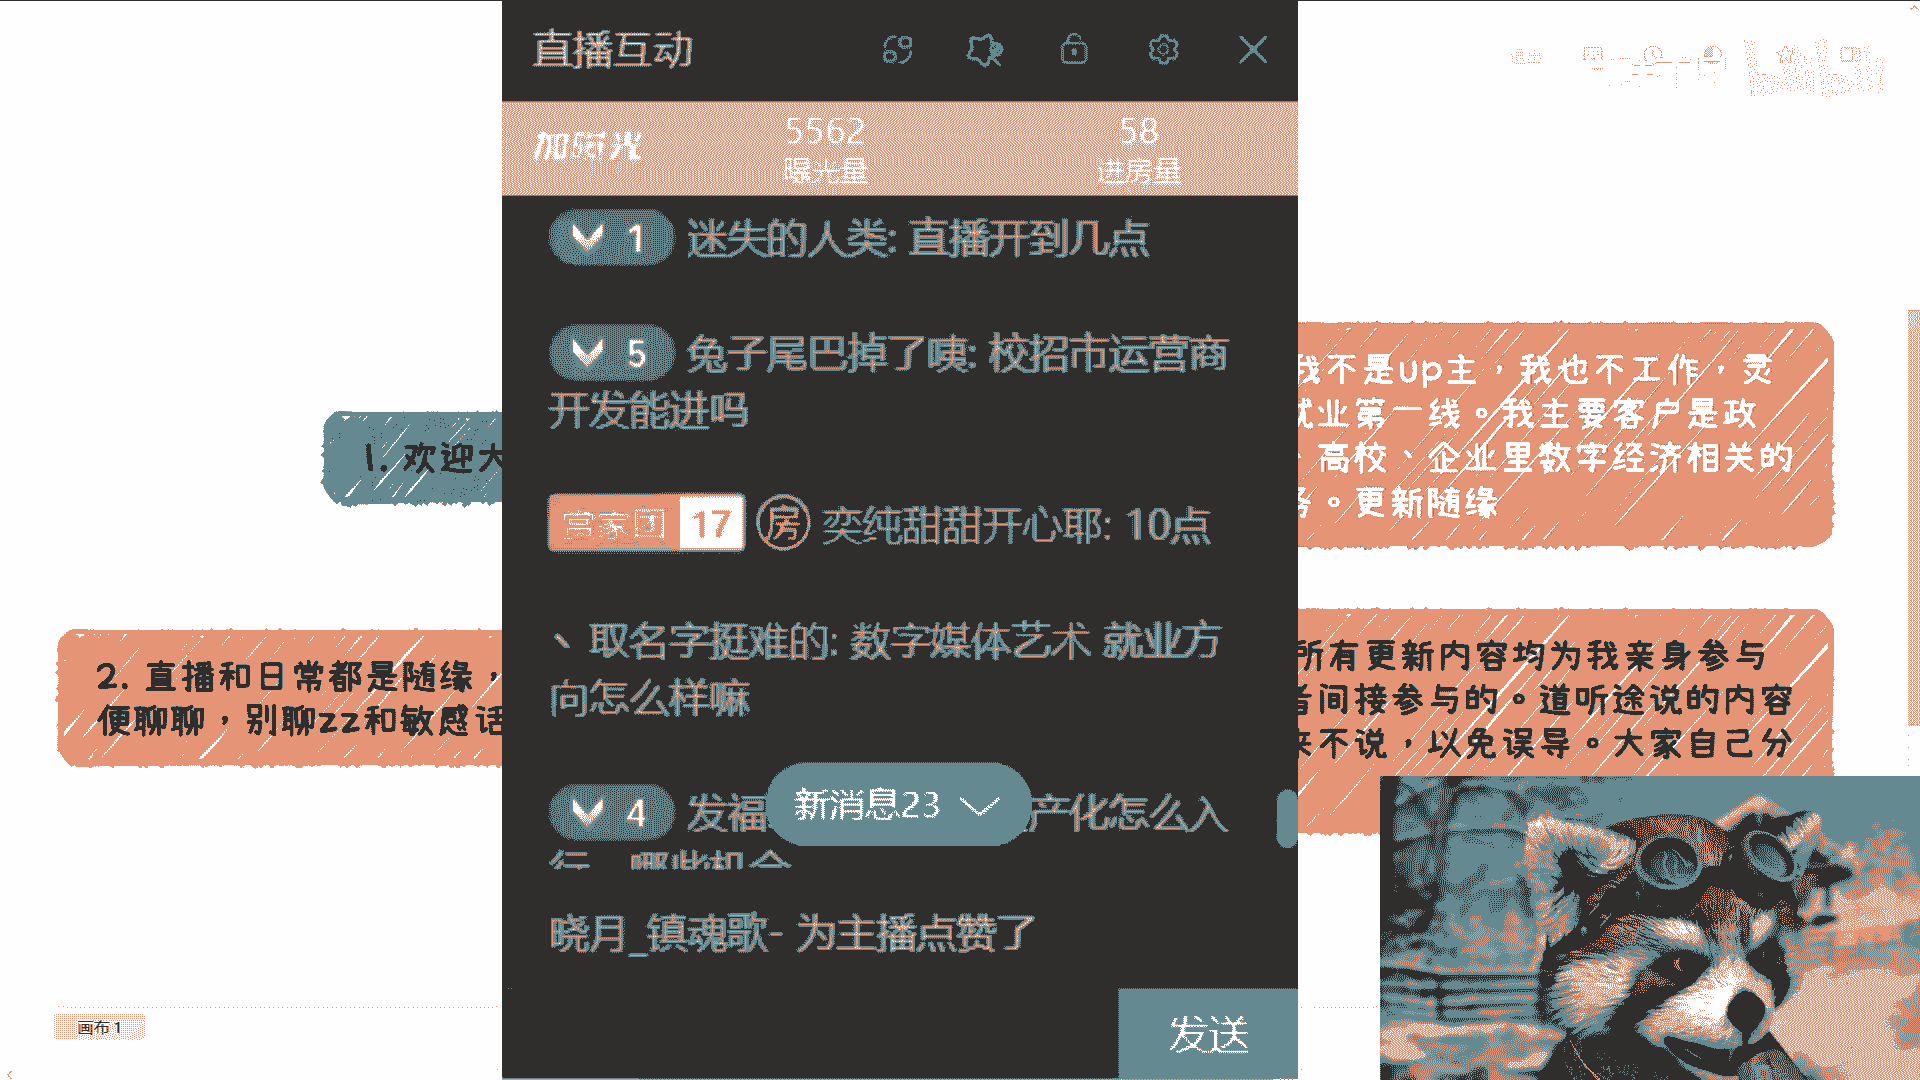 直播互动
加曝光
5562
曝光量
58
进房量
1 迷失的人类: 直播开到几点
5 兔子尾巴掉了咦: 校招市运营商
开发能进吗
17 房 奕纯甜甜开心耶: 10点
丶取名字挺难的: 数字媒体艺术 就业方
向怎么样嘛
4 发福
产化怎么入
新消息23
晓月_镇魂歌- 为主播点赞了
发送
1. 欢迎大
2. 直播和日常都是随缘，
便聊聊，别聊zz和敏感话
我不是up主，我也不工作，灵
就业第一线。我主要客户是政
、高校、企业里数字经济相关的
务。更新随缘
所有更新内容均为我亲身参与
者间接参与的。道听途说的内容
来不说，以免误导。大家自己分
画布 1